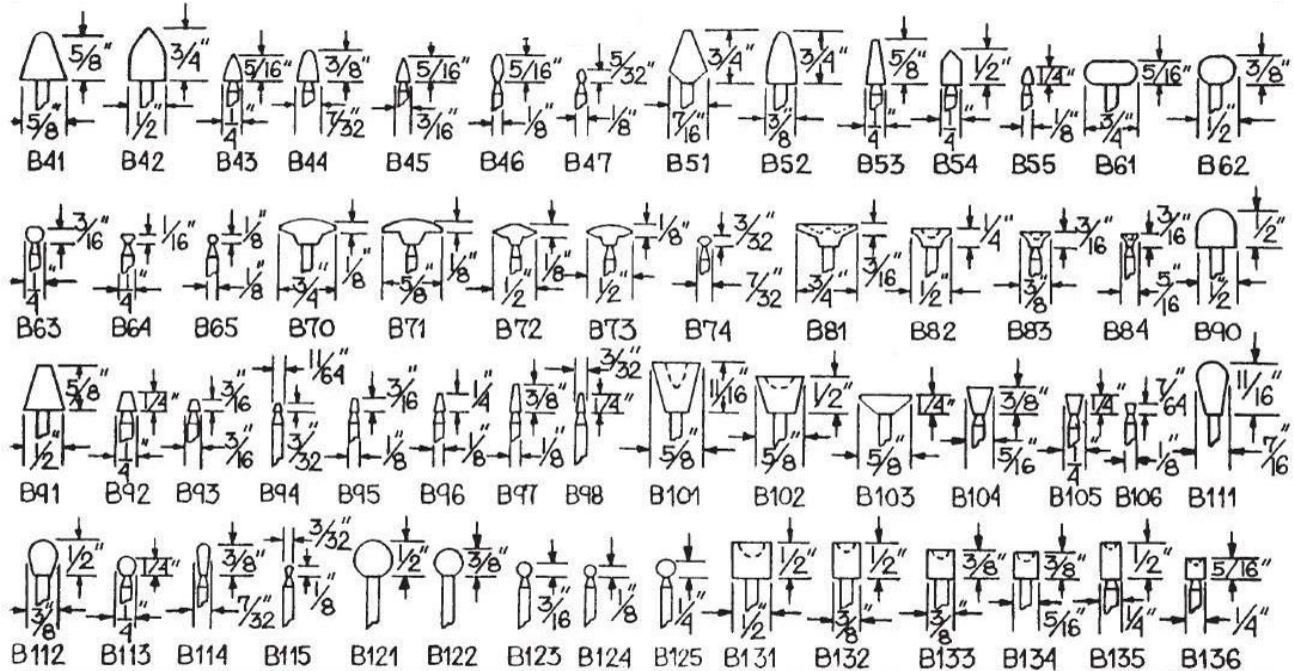 5/8" 3/4" 5/16" 3/8" 5/16" 5/16" 5/32" 3/4" 3/4" 5/8" 1/2" 1/4" 5/16" 3/8"
5/8" 1/2" 1/4" 7/32" 3/16" 1/8" 1/8" 7/16" 3/8" 1/4" 1/4" 1/8" 3/4" 1/2"
B41 B42 B43 B44 B45 B46 B47 B51 B52 B53 B54 B55 B61 B62
3/16" 1/16" 1/8" 1/8" 1/8" 1/8" 1/8" 3/32" 3/16" 1/4" 3/16" 3/16" 1/2"
1/4" 1/4" 1/8" 3/4" 5/8" 1/2" 1/2" 7/32" 3/4" 1/2" 3/8" 5/16" 1/2"
B63 B64 B65 B70 B71 B72 B73 B74 B81 B82 B83 B84 B90
5/8" 1/4" 3/16" 11/64" 3/16" 1/4" 3/8" 3/32" 11/16" 1/2" 1/4" 3/8" 1/4" 7/64" 11/16"
1/2" 1/4" 3/16" 3/32" 1/8" 1/8" 1/8" 1/4" 5/8" 5/8" 5/8" 5/16" 1/4" 1/8" 7/16"
B91 B92 B93 B94 B95 B96 B97 B98 B101 B102 B103 B104 B105 B106 B111
1/2" 1/4" 3/8" 3/32" 1/2" 3/8" 3/16" 1/8" 1/4" 1/2" 1/2" 3/8" 3/8" 1/2" 5/16"
3/8" 1/4" 7/32" 1/8" 1/2" 3/8" 3/8" 5/16" 1/4" 1/4"
B112 B113 B114 B115 B121 B122 B123 B124 B125 B131 B132 B133 B134 B135 B136